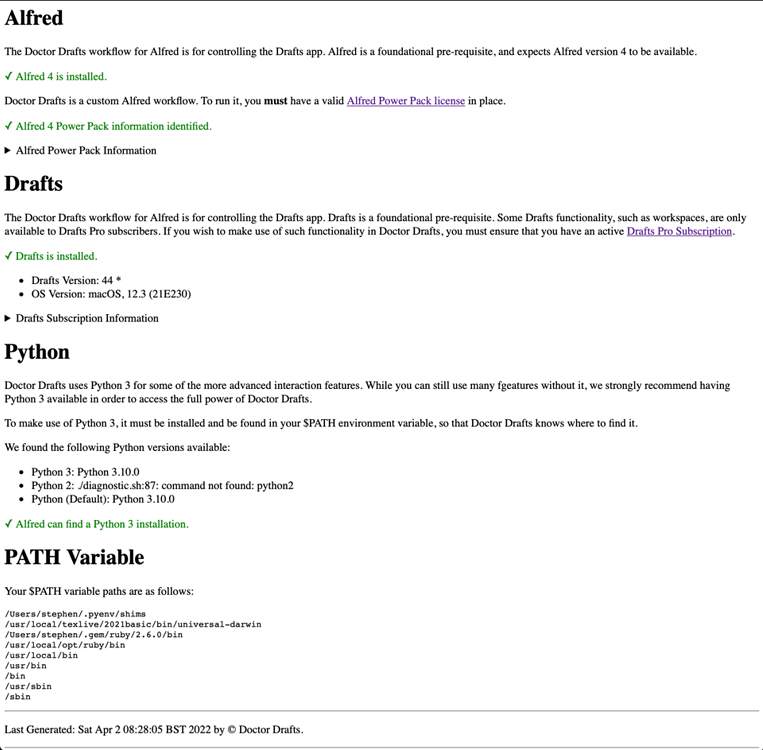 Alfred
The Doctor Drafts workflow for Alfred is for controlling the Drafts app. Alfred is a foundational pre-requisite, and expects Alfred version 4 to be available.
✓ Alfred 4 is installed.
Doctor Drafts is a custom Alfred workflow. To run it, you must have a valid Alfred Power Pack license in place.
✓ Alfred 4 Power Pack information identified.
▶ Alfred Power Pack Information
Drafts
The Doctor Drafts workflow for Alfred is for controlling the Drafts app. Drafts is a foundational pre-requisite. Some Drafts functionality, such as workspaces, are only
available to Drafts Pro subscribers. If you wish to make use of such functionality in Doctor Drafts, you must ensure that you have an active Drafts Pro Subscription.
✓ Drafts is installed.
• Drafts Version: 44 *
• OS Version: macOS, 12.3 (21E230)
▶ Drafts Subscription Information
Python
Doctor Drafts uses Python 3 for some of the more advanced interaction features. While you can still use many fgeatures without it, we strongly recommend having
Python 3 available in order to access the full power of Doctor Drafts.
To make use of Python 3, it must be installed and be found in your $PATH environment variable, so that Doctor Drafts knows where to find it.
We found the following Python versions available:
• Python 3: Python 3.10.0
• Python 2: ./diagnostic.sh:87: command not found: python2
• Python (Default): Python 3.10.0
✓ Alfred can find a Python 3 installation.
PATH Variable
Your $PATH variable paths are as follows:
/Users/stephen/.pyenv/shims
/usr/local/texlive/2021basic/bin/universal-darwin
/Users/stephen/.gem/ruby/2.6.0/bin
/usr/local/opt/ruby/bin
/usr/local/bin
/usr/bin
/bin
/usr/sbin
/sbin
Last Generated: Sat Apr 2 08:28:05 BST 2022 by © Doctor Drafts.